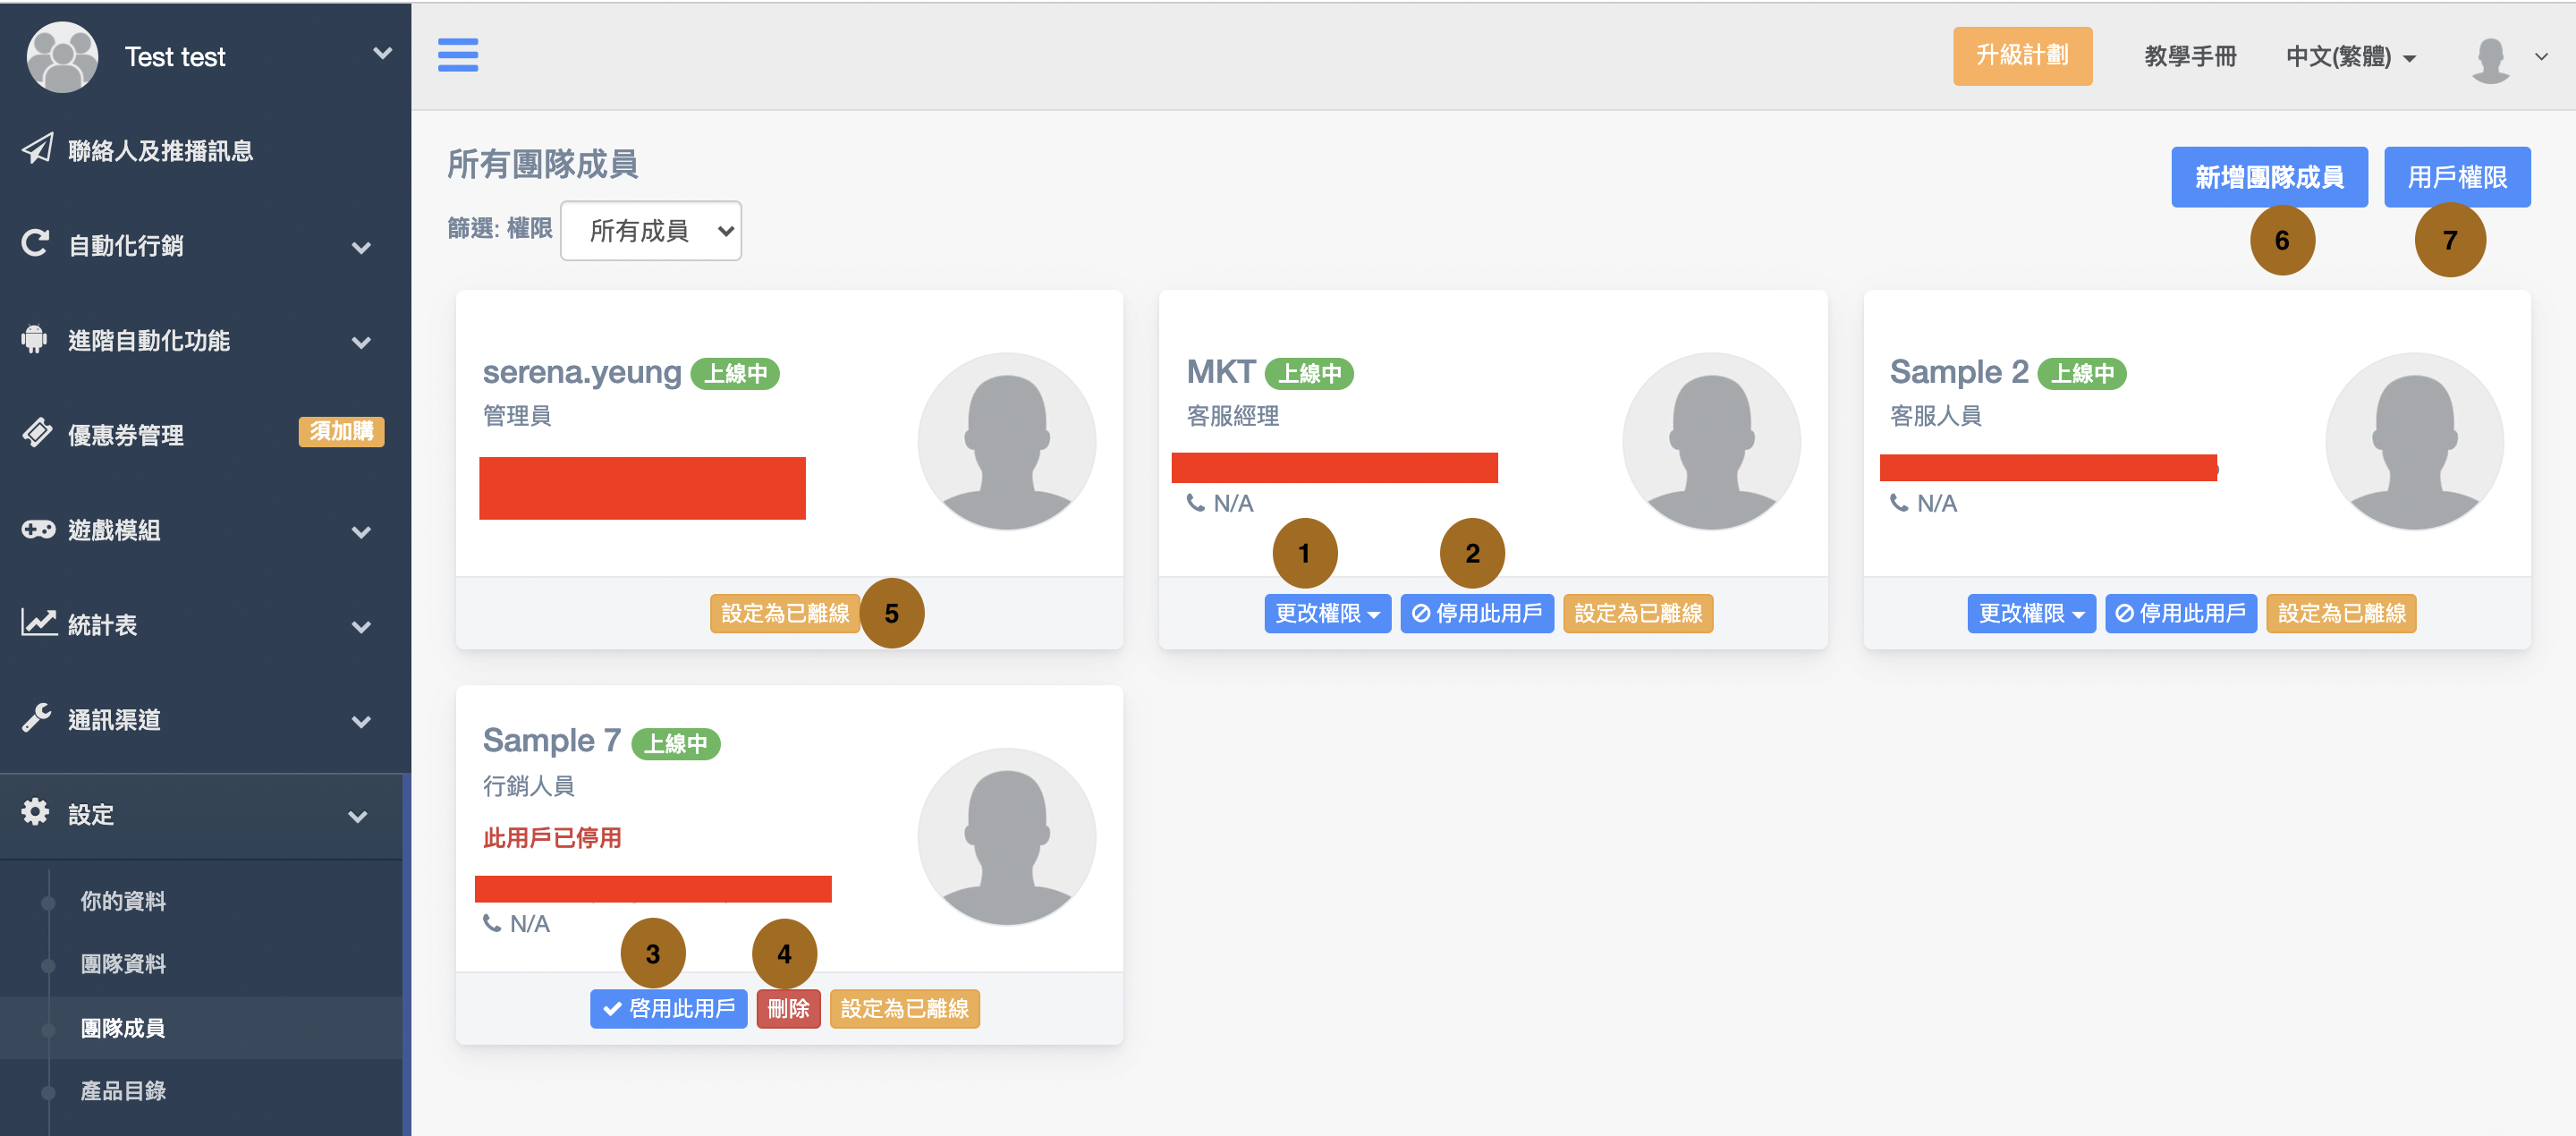 Test test
聯絡人及推播訊息
自動化行銷
進階自動化功能
優惠券管理 須加購
遊戲模組
統計表
通訊渠道
設定
你的資料
團隊資料
團隊成員
產品目錄
升級計劃 教學手冊 中文(繁體)
所有團隊成員
新增團隊成員 用戶權限
篩選: 權限 所有成員
6 7
serena.yeung 上線中
管理員
設定為已離線 5
MKT 上線中
客服經理
N/A
1 2
更改權限 停用此用戶 設定為已離線
Sample 2 上線中
客服人員
N/A
更改權限 停用此用戶 設定為已離線
Sample 7 上線中
行銷人員
此用戶已停用
N/A
3 4
啓用此用戶 刪除 設定為已離線